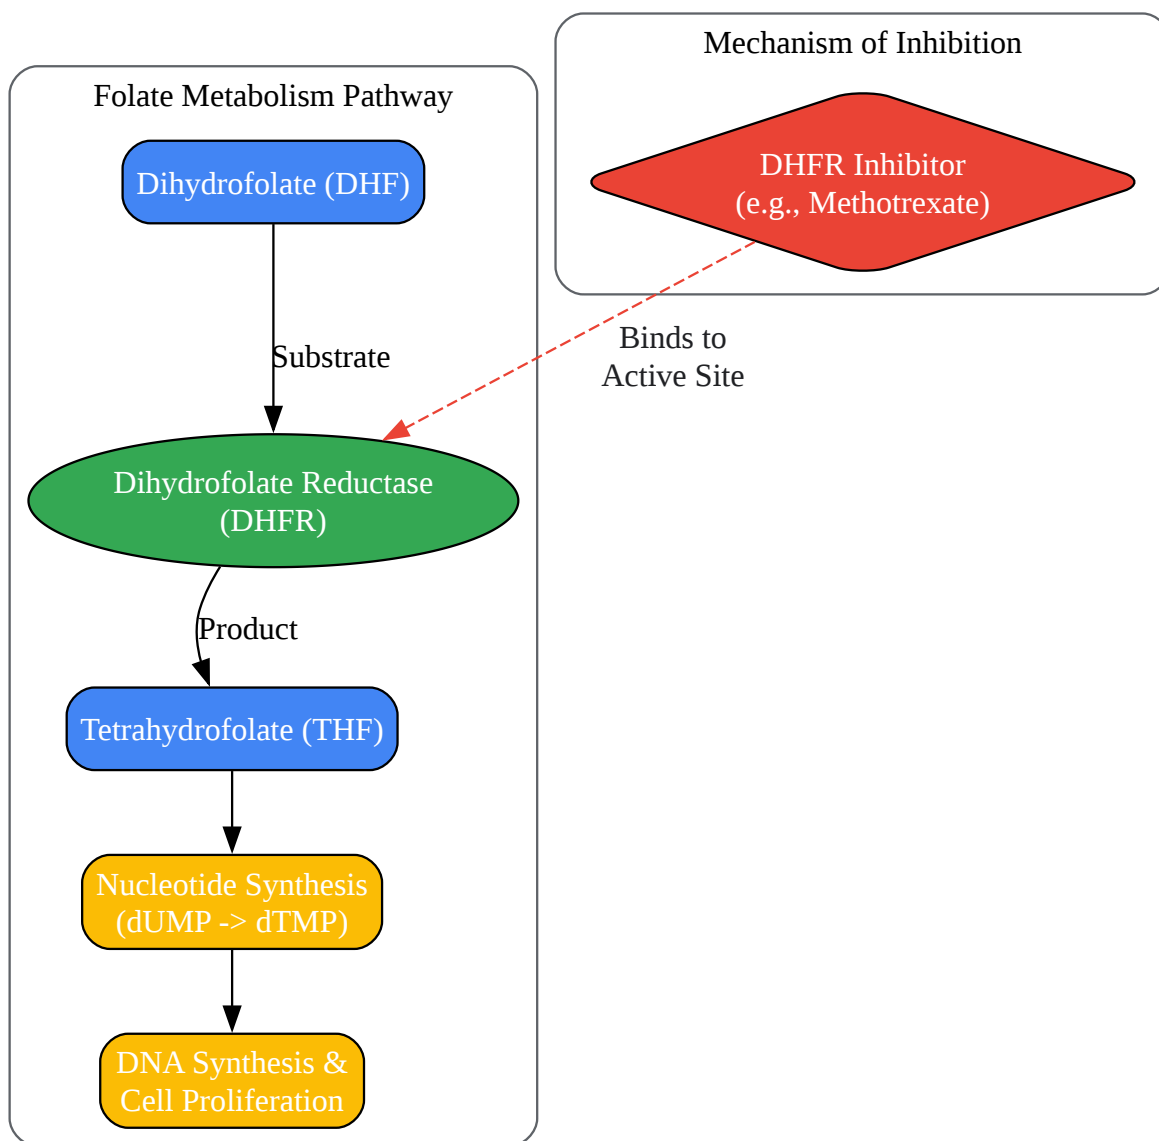 Mechanism of Inhibition
DHFR Inhibitor
(e.g., Methotrexate)
Folate Metabolism Pathway
Dihydrofolate (DHF)
Binds to
Active Site
Substrate
Dihydrofolate Reductase
(DHFR)
Product
Tetrahydrofolate (THF)
Nucleotide Synthesis
(dUMP -> dTMP)
DNA Synthesis &
Cell Proliferation